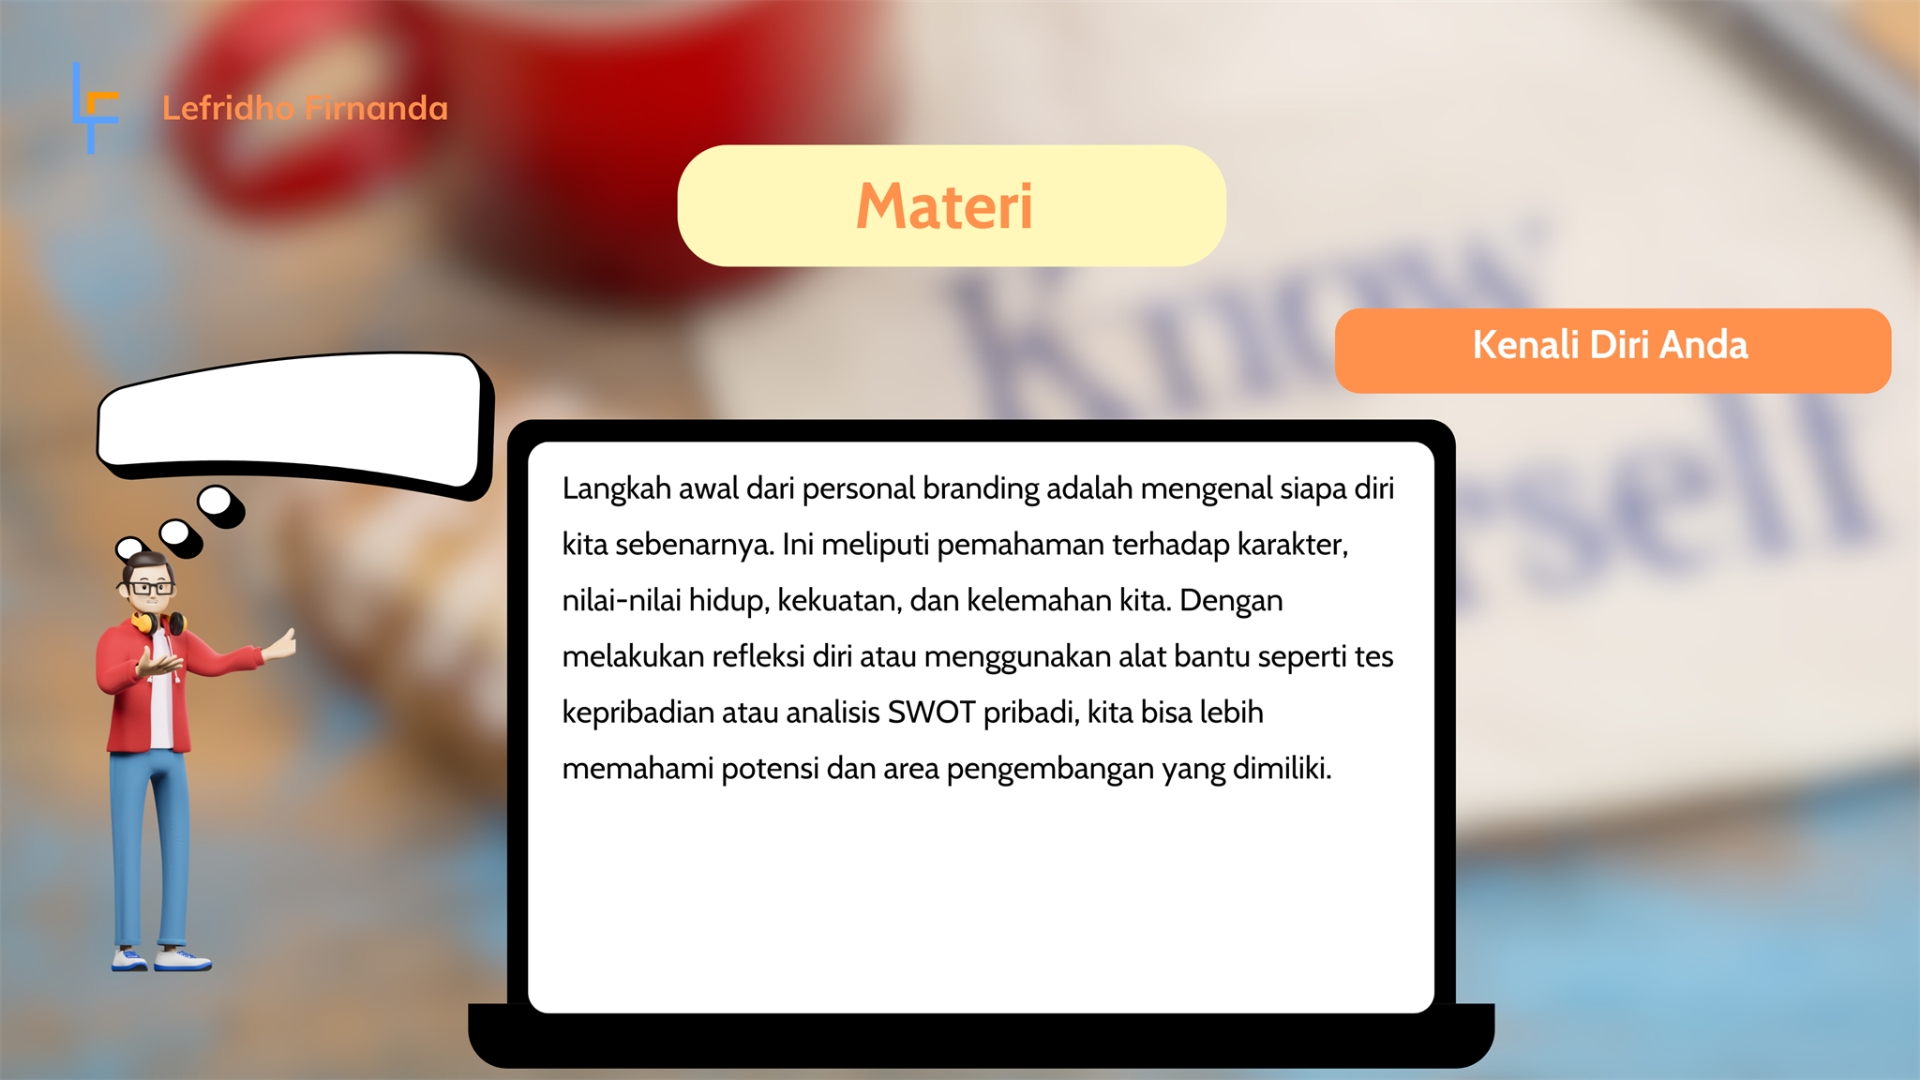 Lefridho Firnanda
Materi
Know
Kenali Diri Anda
Langkah awal dari personal branding adalah mengenal siapa diri
kita sebenarnya. Ini meliputi pemahaman terhadap karakter,
nilai-nilai hidup, kekuatan, dan kelemahan kita. Dengan
melakukan refleksi diri atau menggunakan alat bantu seperti tes
kepribadian atau analisis SWOT pribadi, kita bisa lebih
memahami potensi dan area pengembangan yang dimiliki.